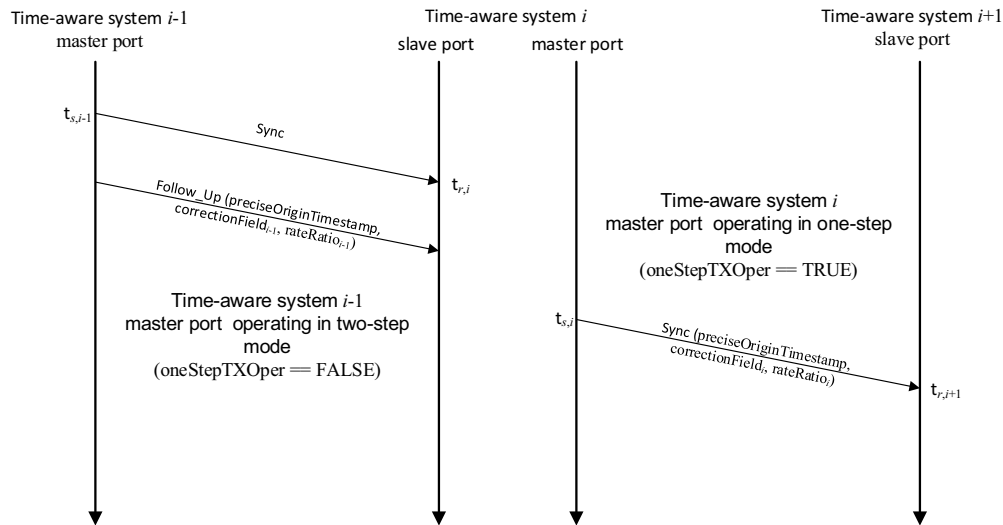 Time-aware system i-1
master port
Time-aware system i
slave port
master port
Time-aware system i+1
slave port
tₛ,ᵢ₋₁
Sync
tᵣ,ᵢ
Follow_Up (preciseOriginTimestamp,
correctionFieldᵢ₋₁, rateRatioᵢ₋₁)
Time-aware system i
master port operating in one-step
mode
(oneStepTXOper == TRUE)
Time-aware system i-1
master port operating in two-step
mode
(oneStepTXOper == FALSE)
tₛ,ᵢ
Sync (preciseOriginTimestamp,
correctionFieldᵢ, rateRatioᵢ)
tᵣ,ᵢ₊₁